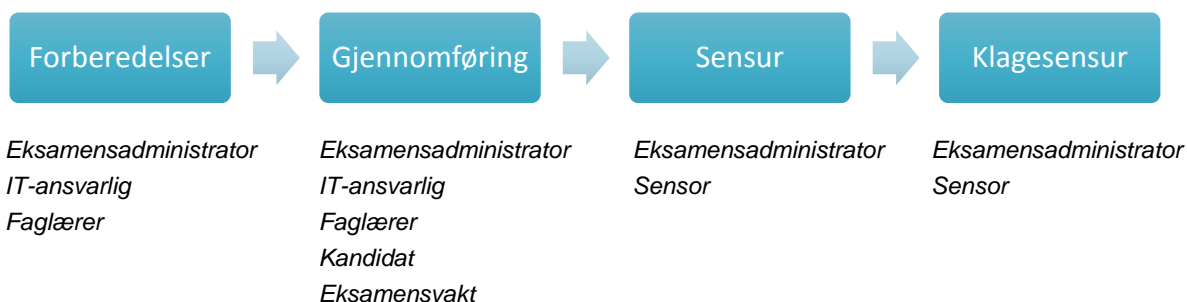 Forberedelser
Gjennomføring
Sensur
Klagesensur
Eksamensadministrator
IT-ansvarlig
Faglærer
Eksamensadministrator
IT-ansvarlig
Faglærer
Kandidat
Eksamensvakt
Eksamensadministrator
Sensor
Eksamensadministrator
Sensor